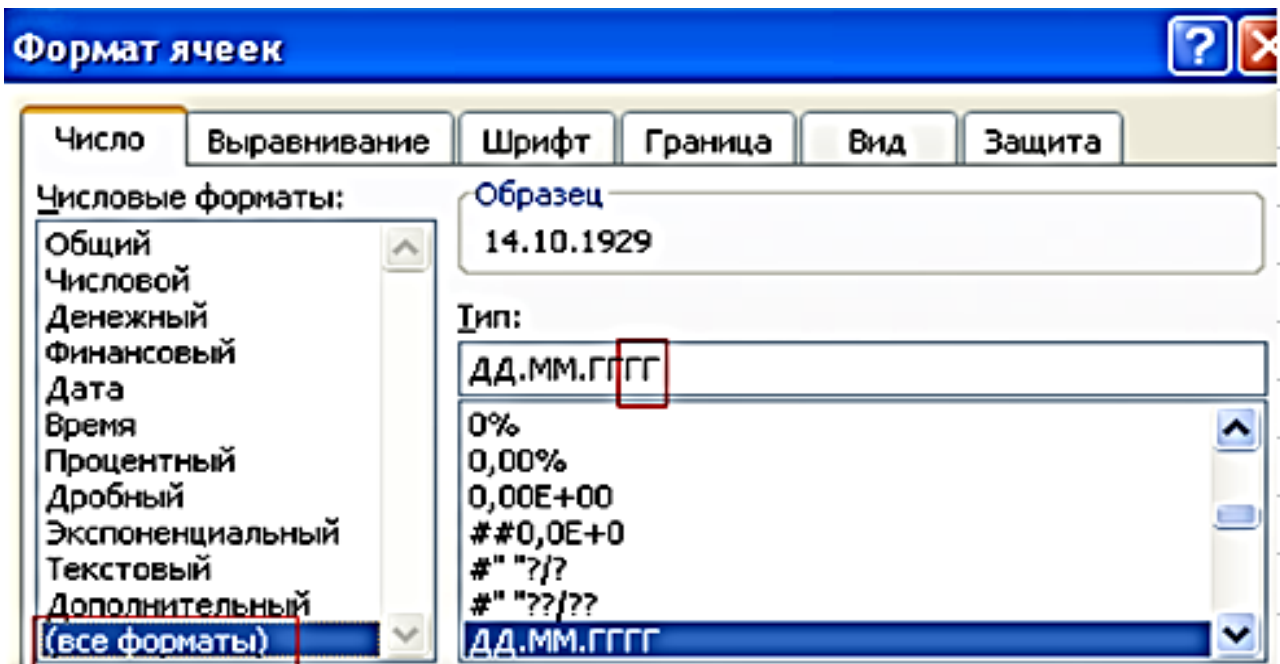 Формат ячеек
?
Число Выравнивание Шрифт Граница Вид Защита
Числовые форматы:
Общий
Числовой
Денежный
Финансовый
Дата
Время
Процентный
Дробный
Экспоненциальный
Текстовый
Дополнительный
(все форматы)
Образец
14.10.1929
Тип:
ДД.ММ.ГГГГ
0%
0,00%
0,00E+00
##0,0E+0
#" "?/?
#" "??/??
ДД.ММ.ГГГГ